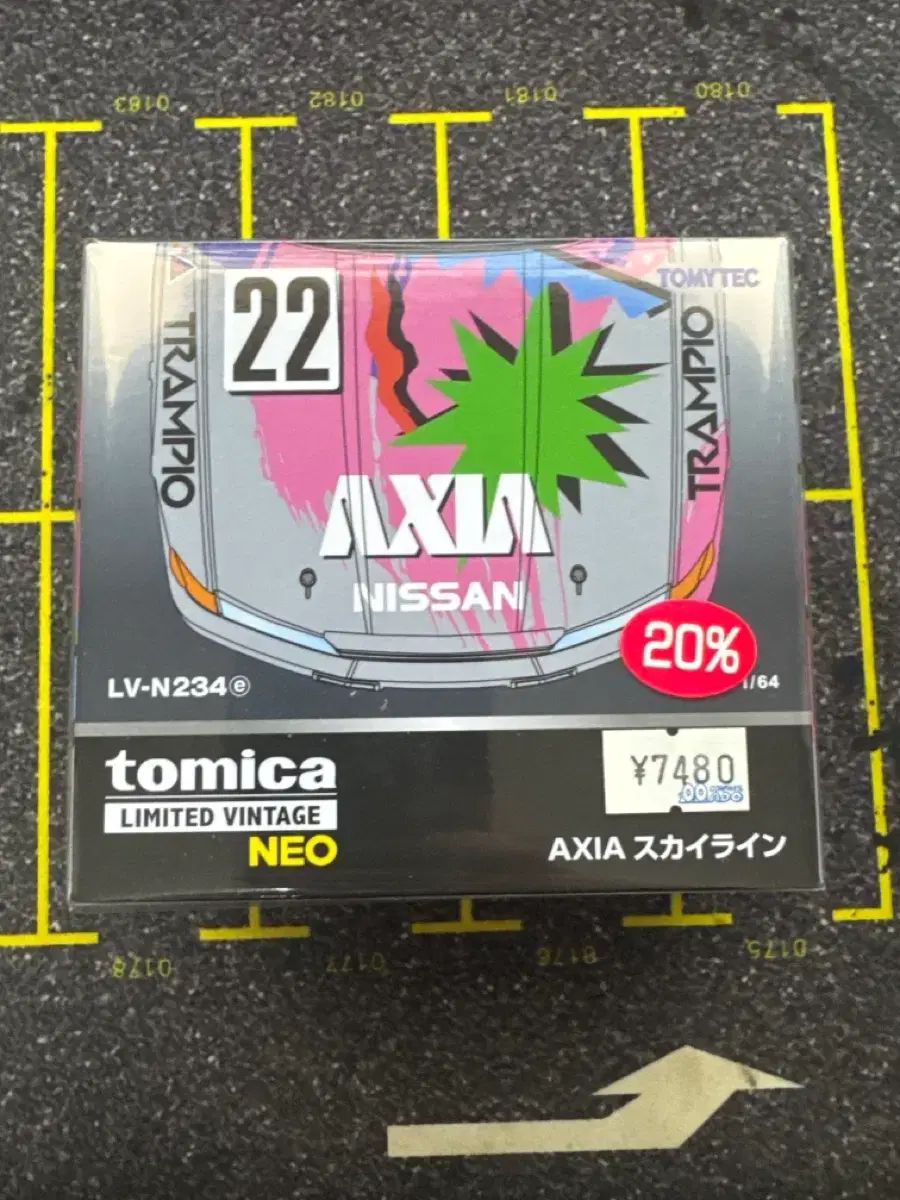 0183
0182
0181
0180
TOMYTEC
22
TRAMPIO
TRAMPIO
AXIA
NISSAN
20%
LV-N234ⓔ
1/64
tomica
LIMITED VINTAGE
NEO
¥7480
AXIA スカイライン
0178
0177
0176
0175